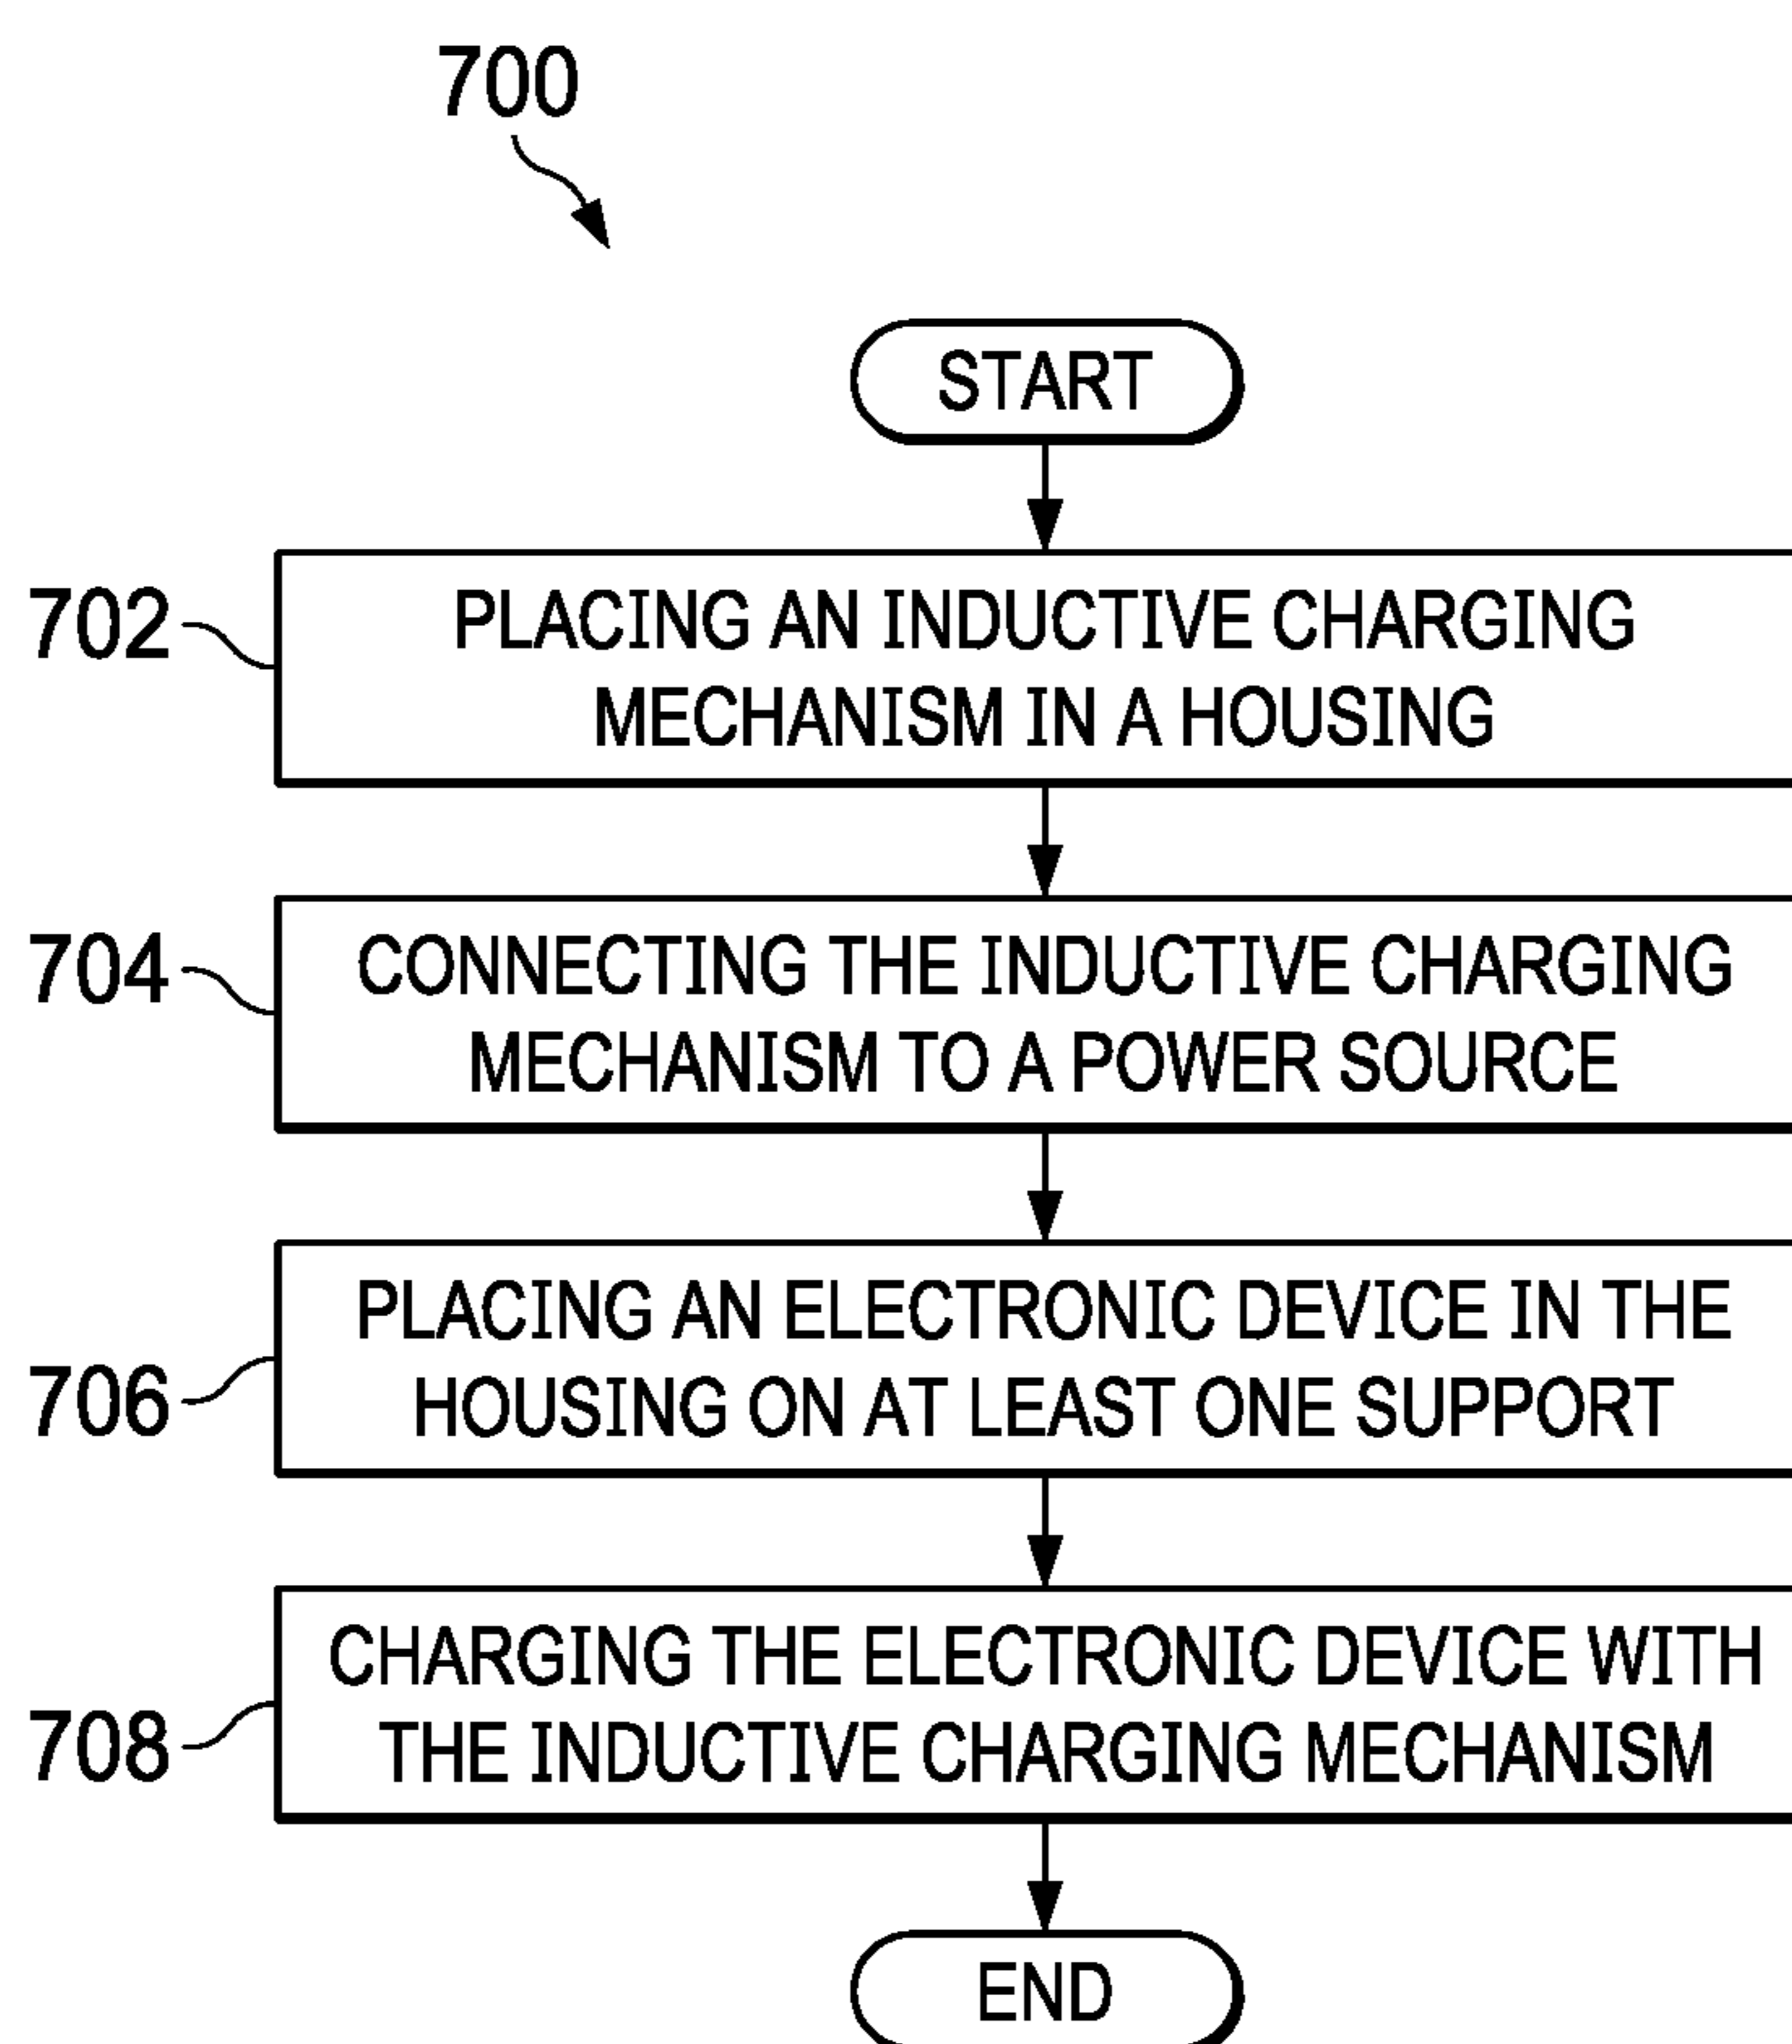 700
START
702
PLACING AN INDUCTIVE CHARGING
MECHANISM IN A HOUSING
704
CONNECTING THE INDUCTIVE CHARGING
MECHANISM TO A POWER SOURCE
706
PLACING AN ELECTRONIC DEVICE IN THE
HOUSING ON AT LEAST ONE SUPPORT
708
CHARGING THE ELECTRONIC DEVICE WITH
THE INDUCTIVE CHARGING MECHANISM
END